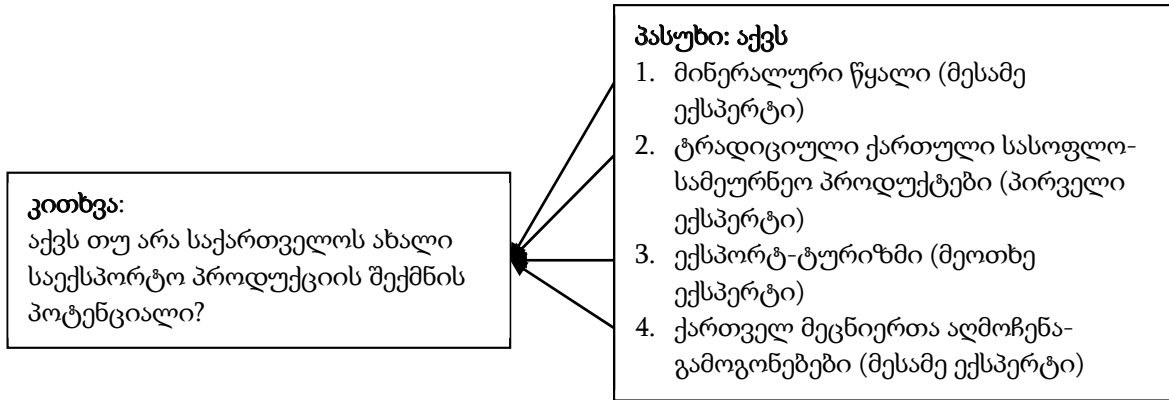 კითხვა:
აქვს თუ არა საქართველოს ახალი
საექსპორტო პროდუქციის შექმნის
პოტენციალი?
პასუხი: აქვს
1. მინერალური წყალი (მესამე
ექსპერტი)
2. ტრადიციული ქართული სასოფლო-
სამეურნეო პროდუქტები (პირველი
ექსპერტი)
3. ექსპორტ-ტურიზმი (მეოთხე
ექსპერტი)
4. ქართველ მეცნიერთა აღმოჩენა-
გამოგონებები (მესამე ექსპერტი)